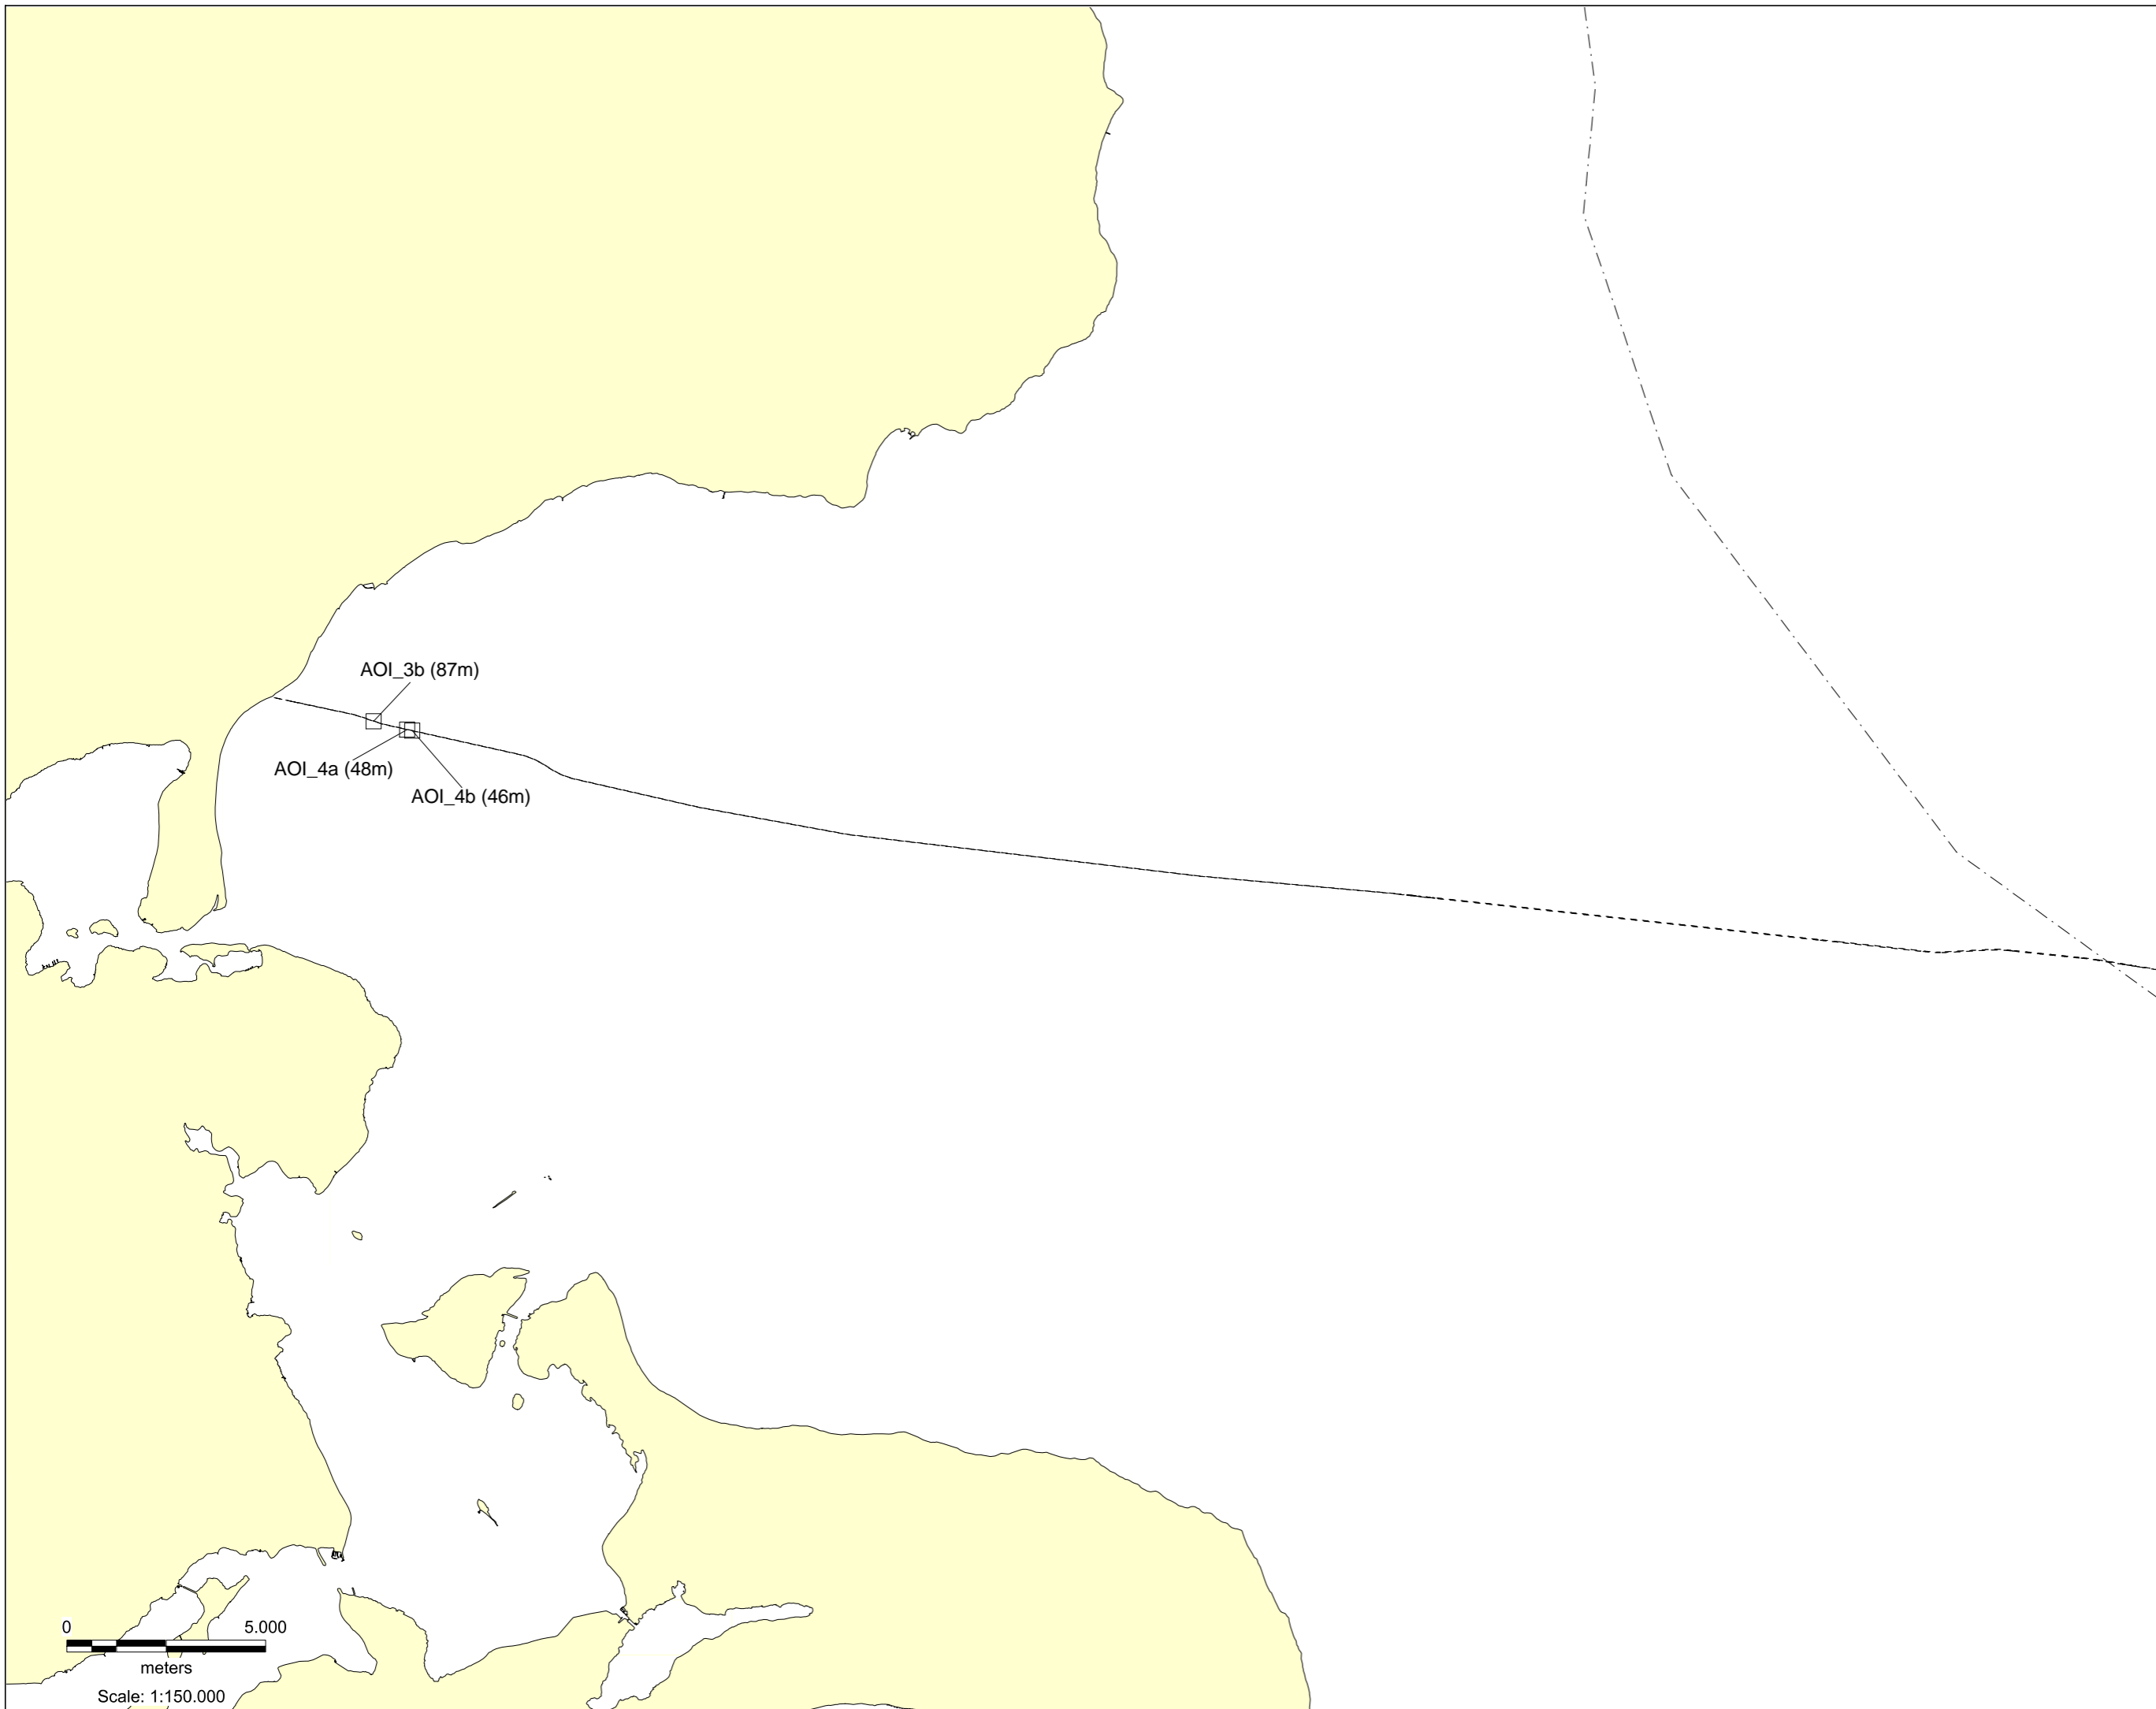 AOI_3b (87m)
AOI_4a (48m)
AOI_4b (46m)
0 5.000
meters
Scale: 1:150.000